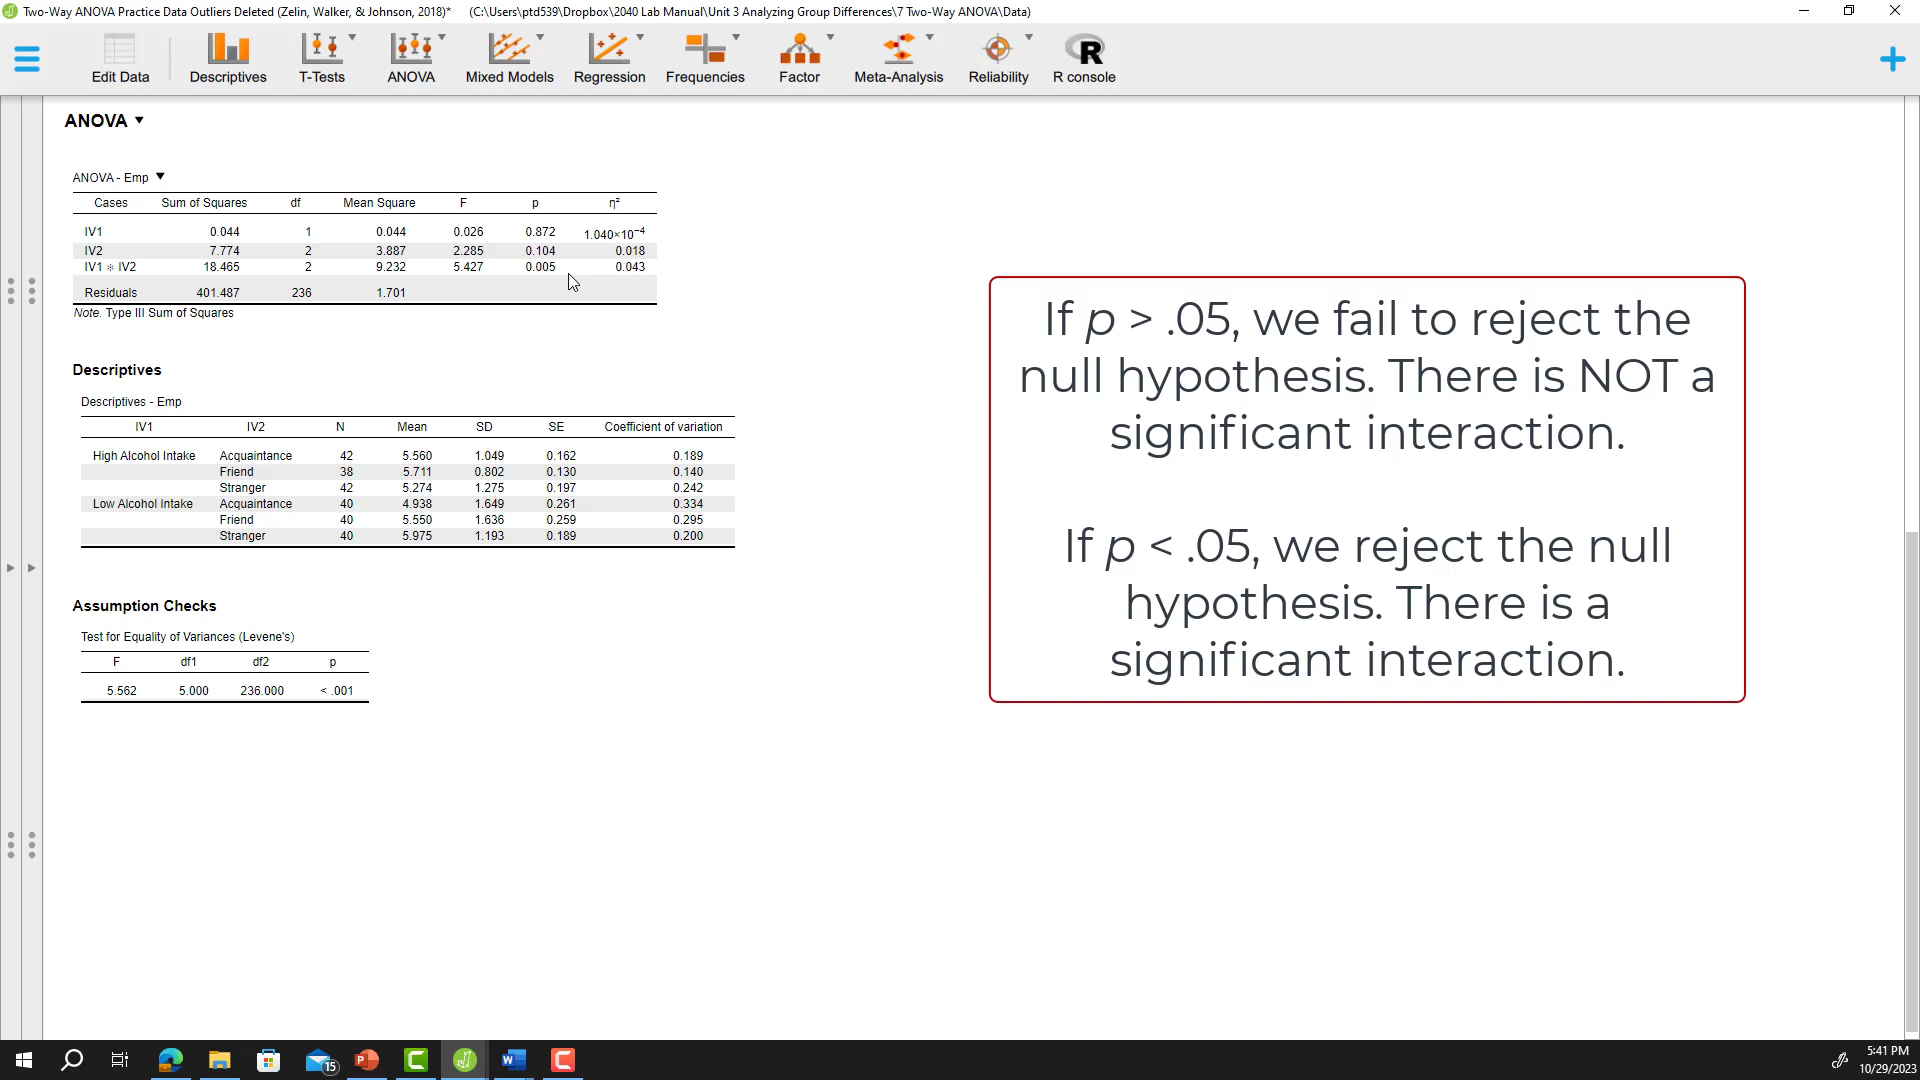 Two-Way ANOVA Practice Data Outliers Deleted (Zelin, Walker, & Johnson, 2018)* (C:\Users\ptd539\Dropbox\2040 Lab Manual\Unit 3 Analyzing Group Differences\7 Two-Way ANOVA\Data)
Edit Data Descriptives T-Tests ANOVA Mixed Models Regression Frequencies Factor Meta-Analysis Reliability R console
ANOVA
ANOVA - Emp
Cases Sum of Squares df Mean Square F p η²
IV1 0.044 1 0.044 0.026 0.872 1.040×10⁻⁴
IV2 7.774 2 3.887 2.285 0.104 0.018
IV1 ✻ IV2 18.465 2 9.232 5.427 0.005 0.043
Residuals 401.487 236 1.701
Note. Type III Sum of Squares
Descriptives
Descriptives - Emp
IV1 IV2 N Mean SD SE Coefficient of variation
High Alcohol Intake Acquaintance 42 5.560 1.049 0.162 0.189
Friend 38 5.711 0.802 0.130 0.140
Stranger 42 5.274 1.275 0.197 0.242
Low Alcohol Intake Acquaintance 40 4.938 1.649 0.261 0.334
Friend 40 5.550 1.636 0.259 0.295
Stranger 40 5.975 1.193 0.189 0.200
Assumption Checks
Test for Equality of Variances (Levene's)
F df1 df2 p
5.562 5.000 236.000 < .001
If p > .05, we fail to reject the
null hypothesis. There is NOT a
significant interaction.
If p < .05, we reject the null
hypothesis. There is a
significant interaction.
15
5:41 PM
10/29/2023